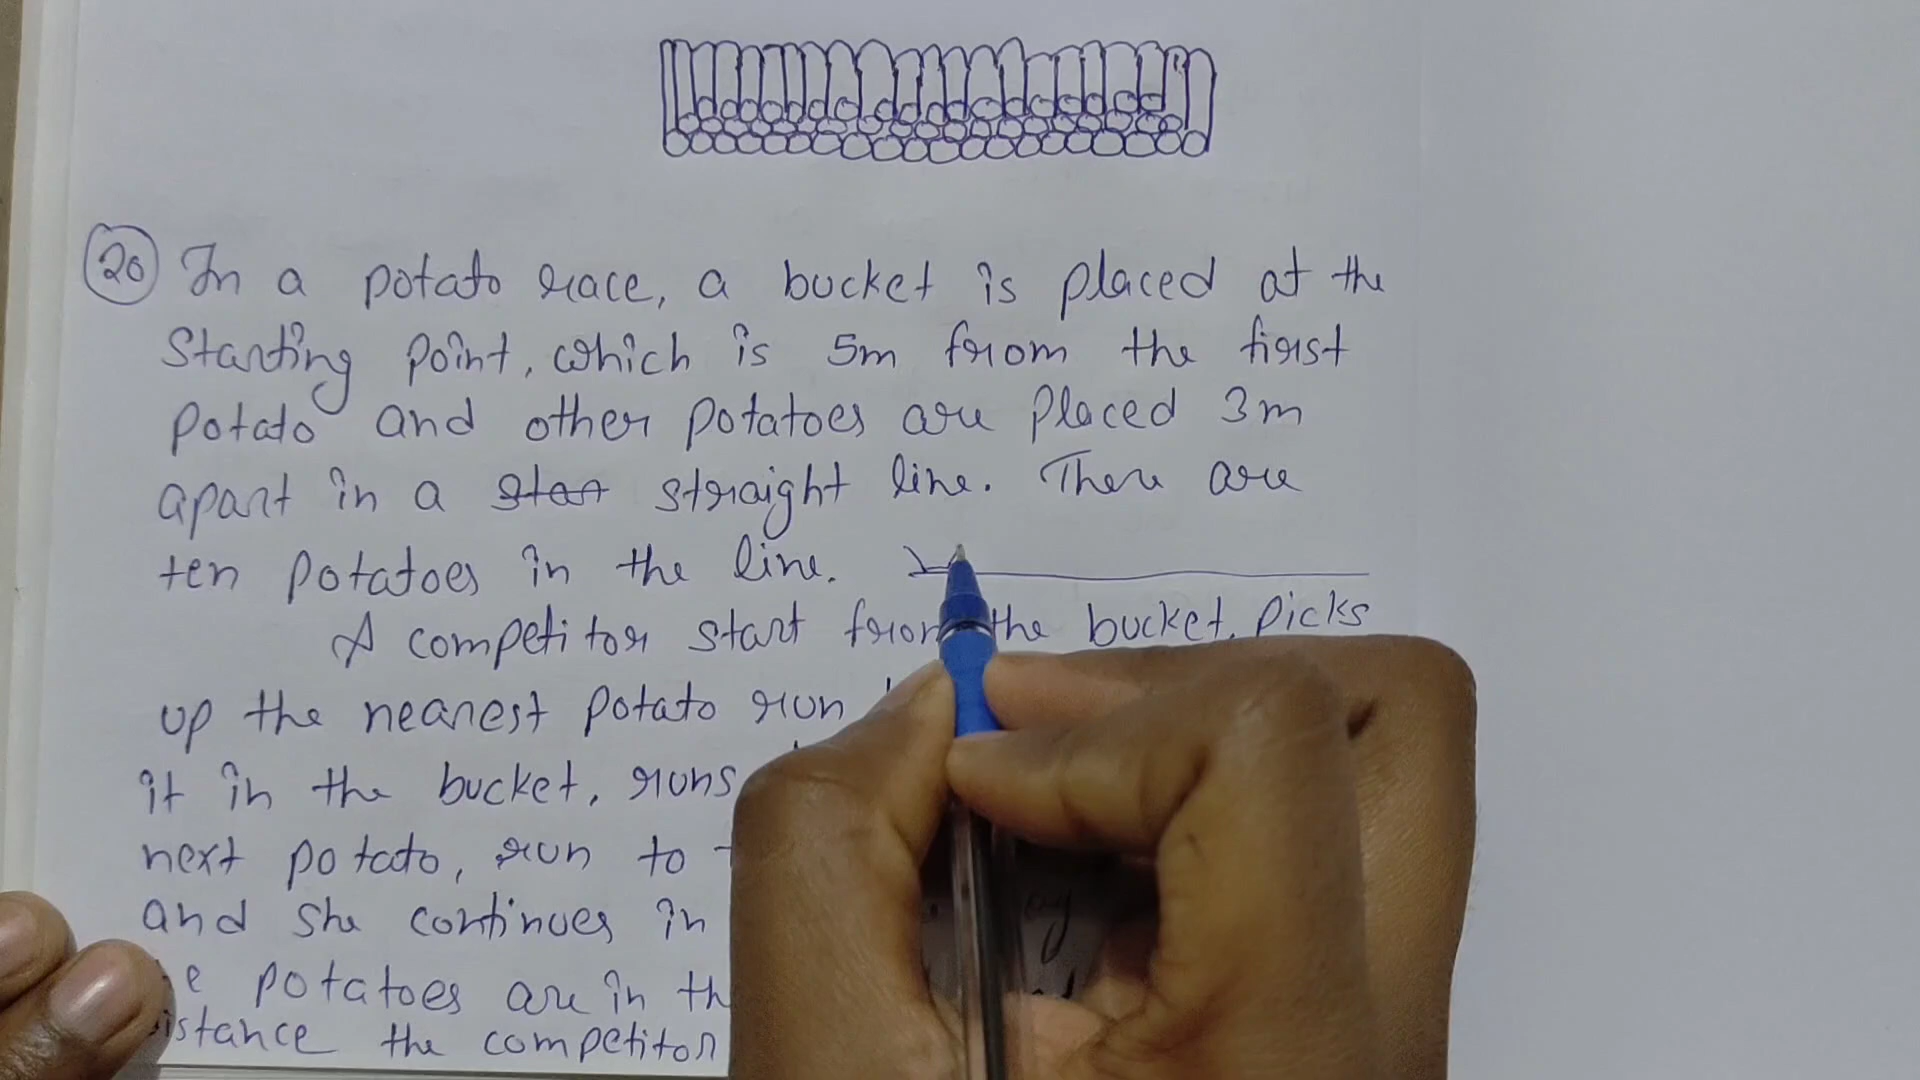 20 In a potato race, a bucket is placed at the
Starting point, which is 5m from the first
Potato and other potatoes are placed 3m
apart in a straight line. There are
ten potatoes in the line.
A competitor start from the bucket, picks
up the nearest potato run
it in the bucket, runs
next potato, run to
and she continues in
potatoes are in th
the competitor